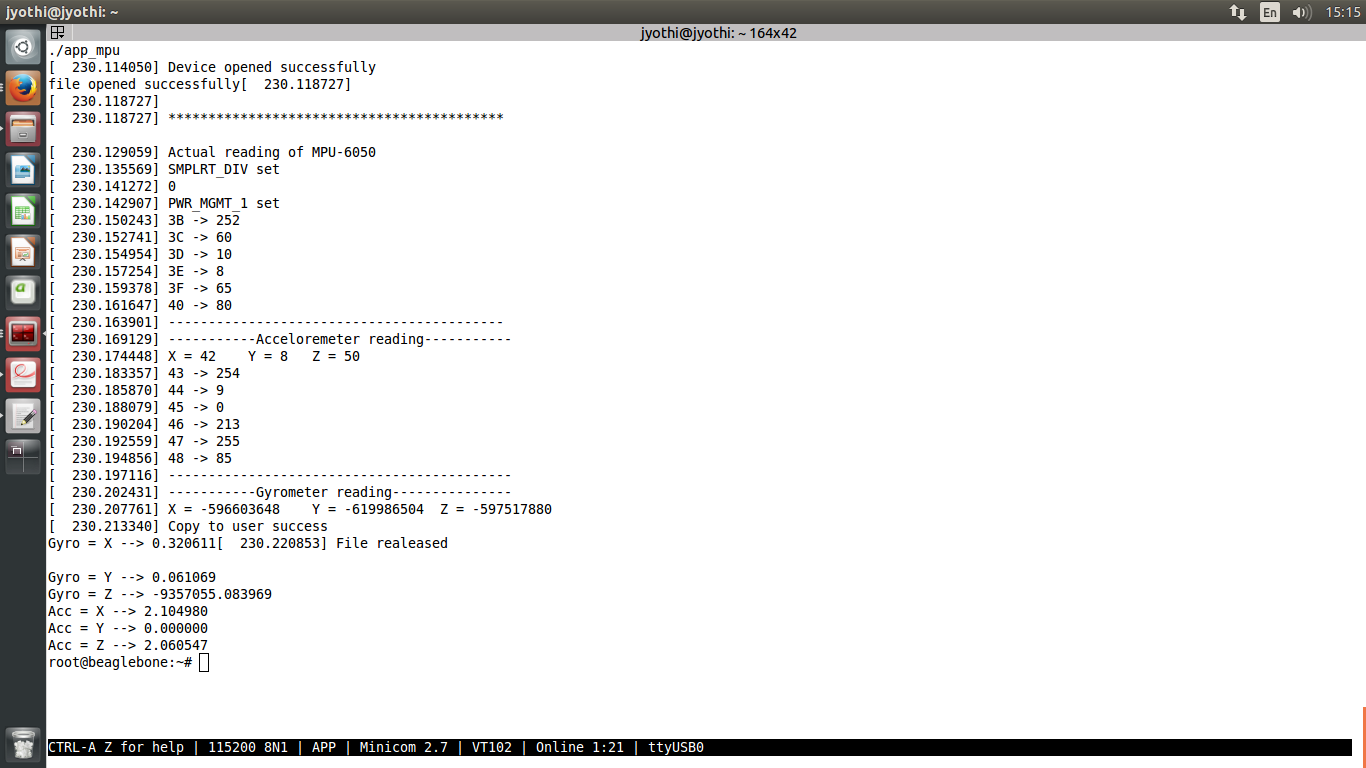 jyothi@jyothi: ~
En
15:15
jyothi@jyothi: ~ 164x42
./app_mpu
[  230.114050] Device opened successfully
file opened successfully[  230.118727]
[  230.118727]
[  230.118727] ******************************************
[  230.129059] Actual reading of MPU-6050
[  230.135569] SMPLRT_DIV set
[  230.141272] 0
[  230.142907] PWR_MGMT_1 set
[  230.150243] 3B -> 252
[  230.152741] 3C -> 60
[  230.154954] 3D -> 10
[  230.157254] 3E -> 8
[  230.159378] 3F -> 65
[  230.161647] 40 -> 80
[  230.163901] ------------------------------------------
[  230.169129] -----------Acceloremeter reading-----------
[  230.174448] X = 42    Y = 8   Z = 50
[  230.183357] 43 -> 254
[  230.185870] 44 -> 9
[  230.188079] 45 -> 0
[  230.190204] 46 -> 213
[  230.192559] 47 -> 255
[  230.194856] 48 -> 85
[  230.197116] -------------------------------------------
[  230.202431] -----------Gyrometer reading---------------
[  230.207761] X = -596603648    Y = -619986504  Z = -597517880
[  230.213340] Copy to user success
Gyro = X --> 0.320611[  230.220853] File realeased
Gyro = Y --> 0.061069
Gyro = Z --> -9357055.083969
Acc = X --> 2.104980
Acc = Y --> 0.000000
Acc = Z --> 2.060547
root@beaglebone:~#
CTRL-A Z for help | 115200 8N1 | APP | Minicom 2.7 | VT102 | Online 1:21 | ttyUSB0